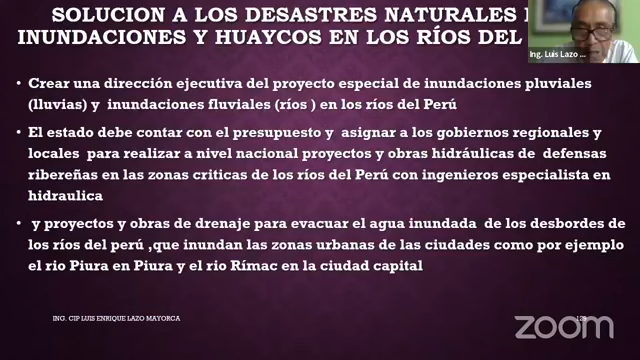 SOLUCION A LOS DESASTRES NATURALES
INUNDACIONES Y HUAYCOS EN LOS RÍOS DEL
Ing. Luis Lazo ...
• Crear una dirección ejecutiva del proyecto especial de inundaciones pluviales
(lluvias) y inundaciones fluviales (ríos ) en los ríos del Perú
• El estado debe contar con el presupuesto y asignar a los gobiernos regionales y
locales para realizar a nivel nacional proyectos y obras hidráulicas de defensas
ribereñas en las zonas criticas de los ríos del Perú con ingenieros especialista en
hidraulica
• y proyectos y obras de drenaje para evacuar el agua inundada de los desbordes de
los ríos del perú ,que inundan las zonas urbanas de las ciudades como por ejemplo
el rio Piura en Piura y el rio Rímac en la ciudad capital
ING. CIP LUIS ENRIQUE LAZO MAYORCA
zoom